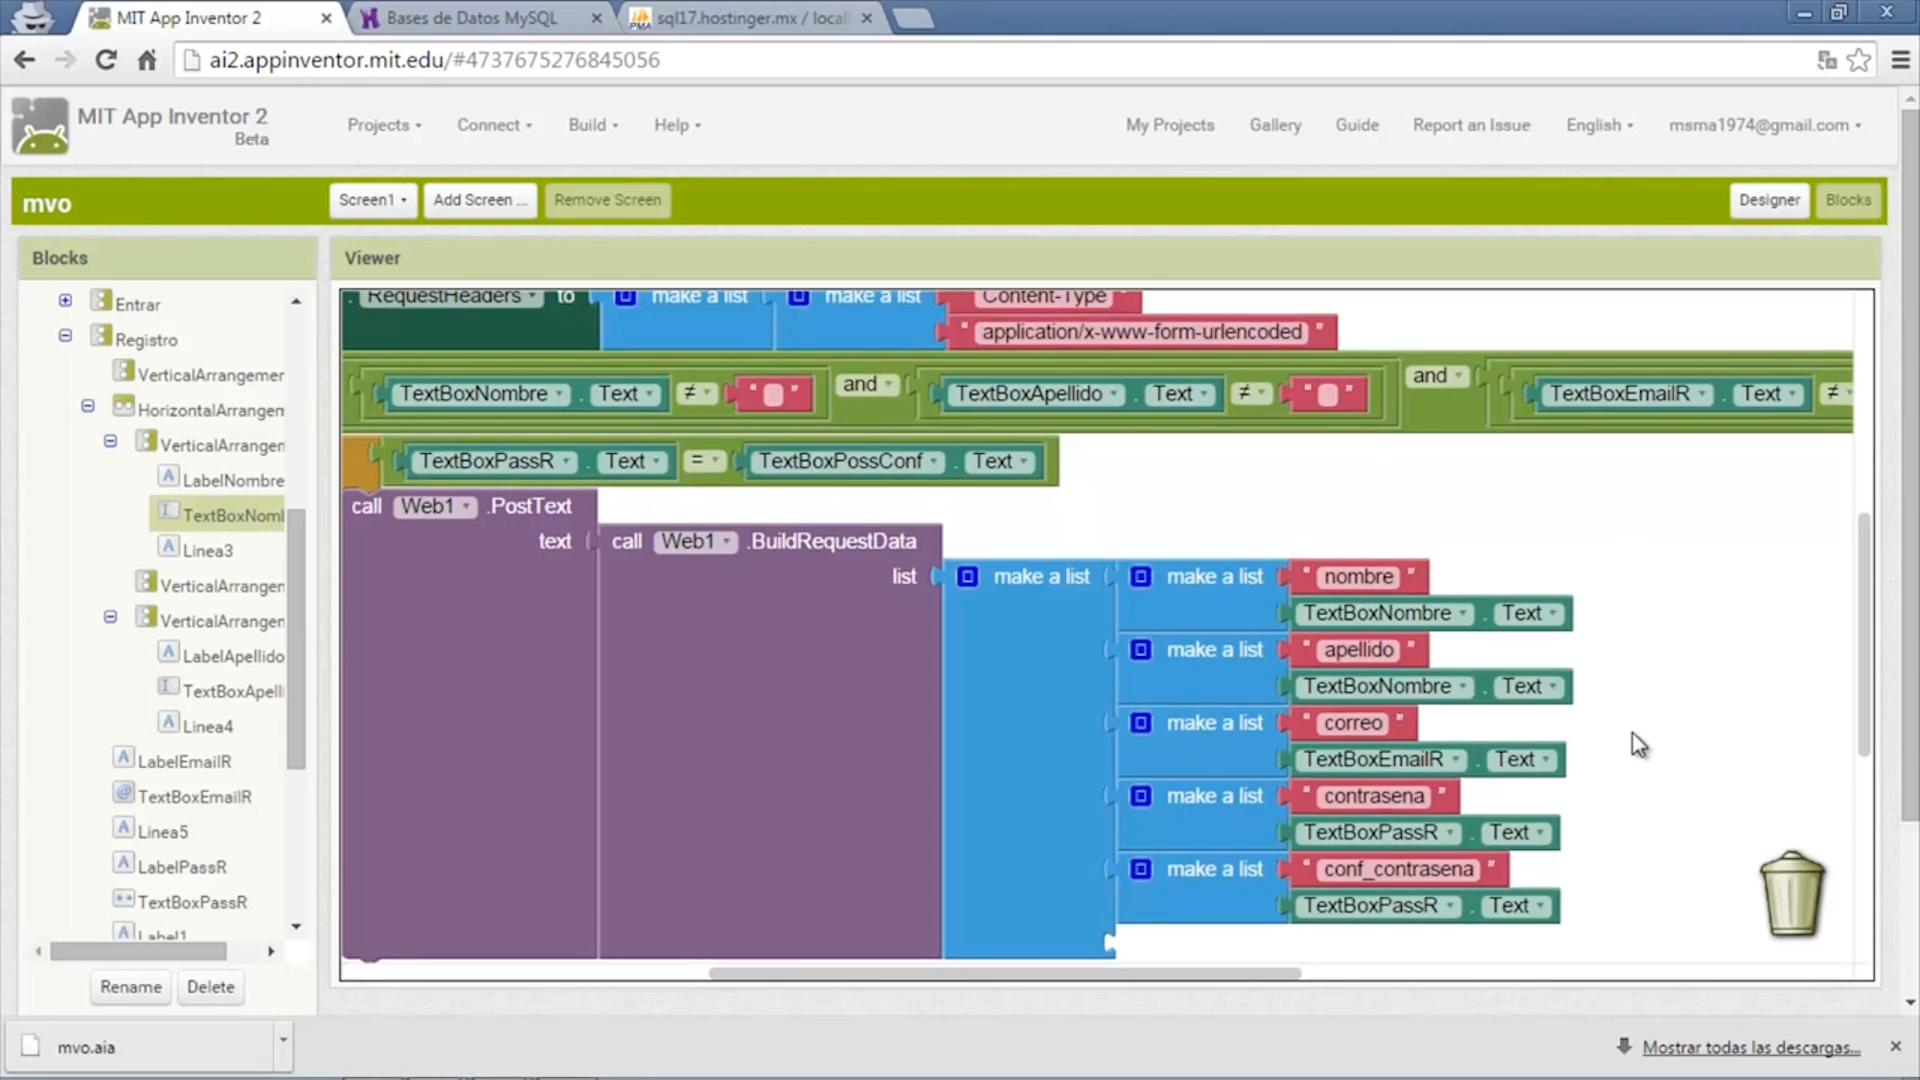 MIT App Inventor 2
Bases de Datos MySQL
sql17.hostinger.mx / locall
ai2.appinventor.mit.edu/#4737675276845056
MIT App Inventor 2
Beta
Projects
Connect
Build
Help
My Projects
Gallery
Guide
Report an Issue
English
msma1974@gmail.com
mvo
Screen1
Add Screen ...
Remove Screen
Designer
Blocks
Blocks
Viewer
Entrar
Registro
VerticalArrangemer
HorizontalArrangem
VerticalArrangen
LabelNombre
TextBoxNoml
Linea3
VerticalArrangen
VerticalArrangen
LabelApellido
TextBoxApelli
Linea4
LabelEmailR
TextBoxEmailR
Linea5
LabelPassR
TextBoxPassR
Label1
Rename
Delete
. RequestHeaders to make a list make a list Content-Type
" application/x-www-form-urlencoded "
TextBoxNombre . Text ≠ " " and TextBoxApellido . Text ≠ " " and TextBoxEmailR . Text ≠
TextBoxPassR . Text = TextBoxPossConf . Text
call Web1 .PostText
text call Web1 .BuildRequestData
list make a list make a list " nombre "
TextBoxNombre . Text
make a list " apellido "
TextBoxNombre . Text
make a list " correo "
TextBoxEmailR . Text
make a list " contrasena "
TextBoxPassR . Text
make a list " conf_contrasena "
TextBoxPassR . Text
mvo.aia
Mostrar todas las descargas...